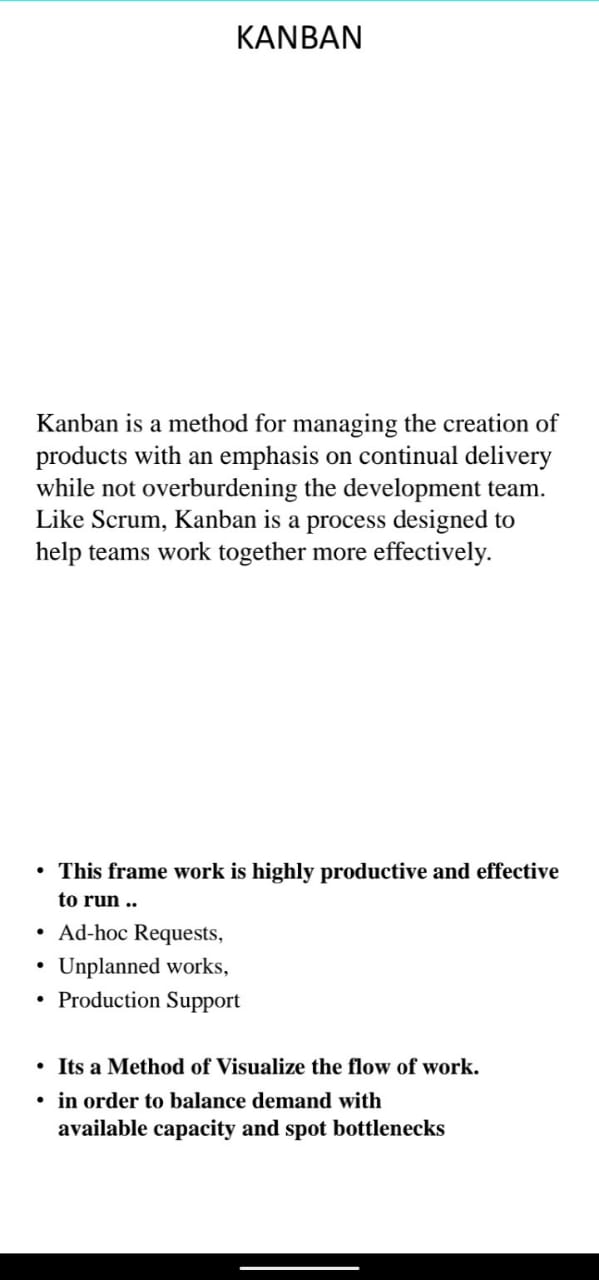 KANBAN
Kanban is a method for managing the creation of
products with an emphasis on continual delivery
while not overburdening the development team.
Like Scrum, Kanban is a process designed to
help teams work together more effectively.
• This frame work is highly productive and effective
to run ..
• Ad-hoc Requests,
• Unplanned works,
• Production Support
• Its a Method of Visualize the flow of work.
• in order to balance demand with
available capacity and spot bottlenecks